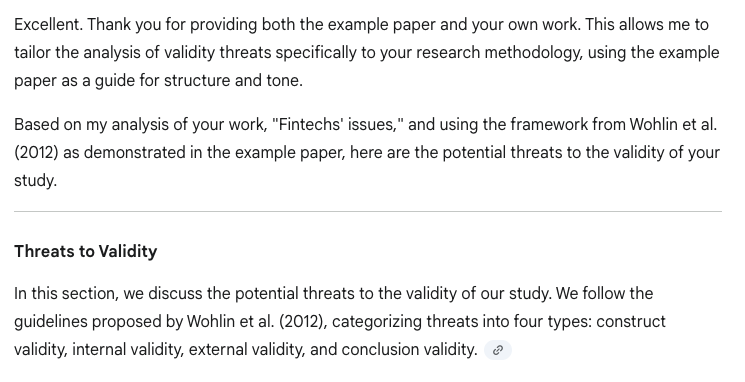 Excellent. Thank you for providing both the example paper and your own work. This allows me to
tailor the analysis of validity threats specifically to your research methodology, using the example
paper as a guide for structure and tone.
Based on my analysis of your work, "Fintechs' issues," and using the framework from Wohlin et al.
(2012) as demonstrated in the example paper, here are the potential threats to the validity of your
study.
Threats to Validity
In this section, we discuss the potential threats to the validity of our study. We follow the
guidelines proposed by Wohlin et al. (2012), categorizing threats into four types: construct
validity, internal validity, external validity, and conclusion validity.